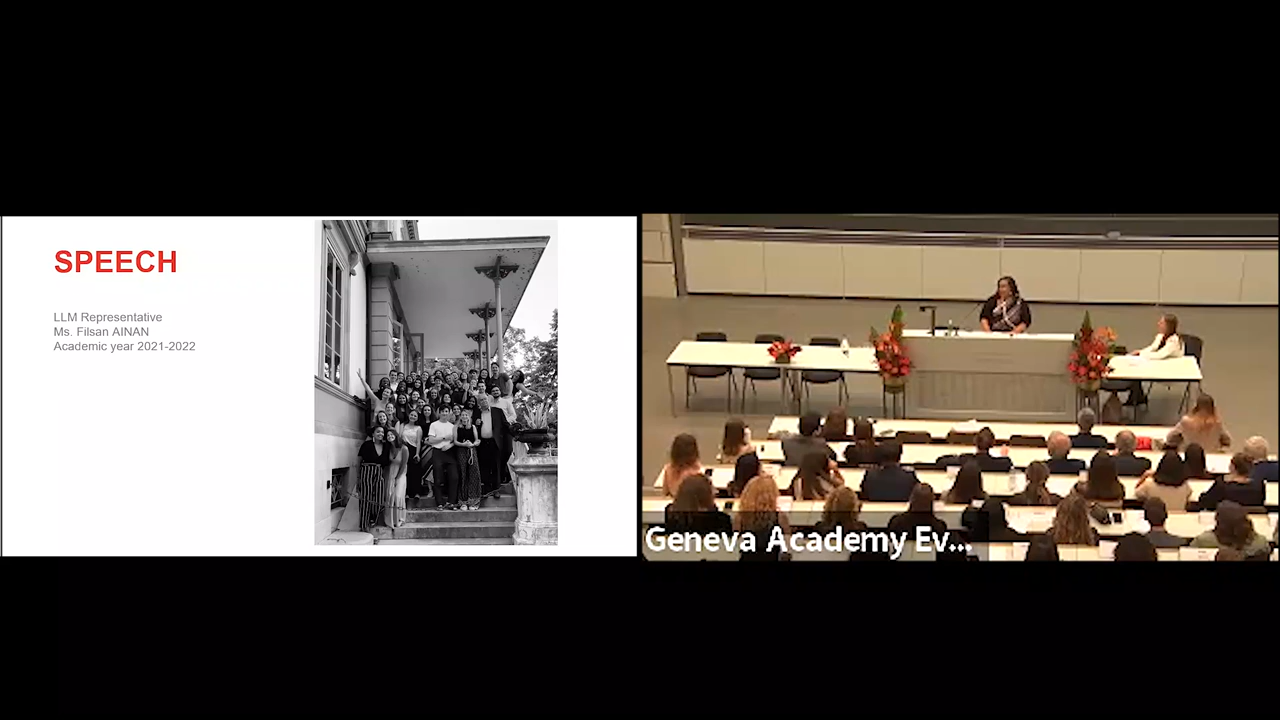 SPEECH
LLM Representative
Ms. Filsan AINAN
Academic year 2021-2022
Geneva Academy Ev...